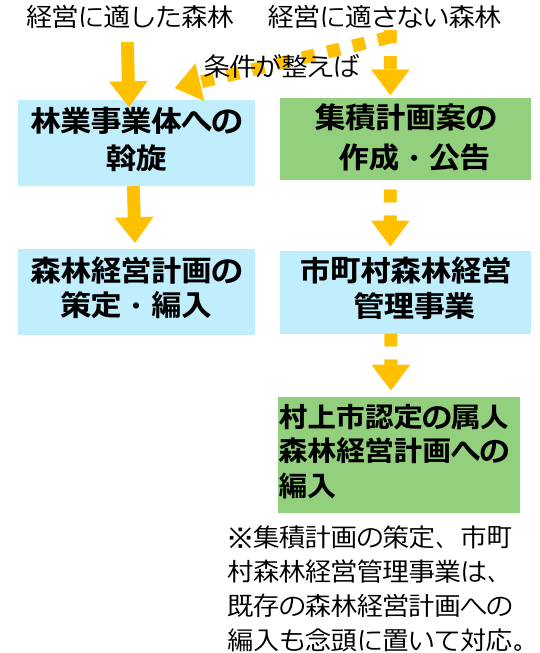 経営に適した森林
経営に適さない森林
条件が整えば
林業事業体への
斡旋
集積計画案の
作成・公告
森林経営計画の
策定・編入
市町村森林経営
管理事業
村上市認定の属人
森林経営計画への
編入
※集積計画の策定、市町
村森林経営管理事業は、
既存の森林経営計画への
編入も念頭に置いて対応。